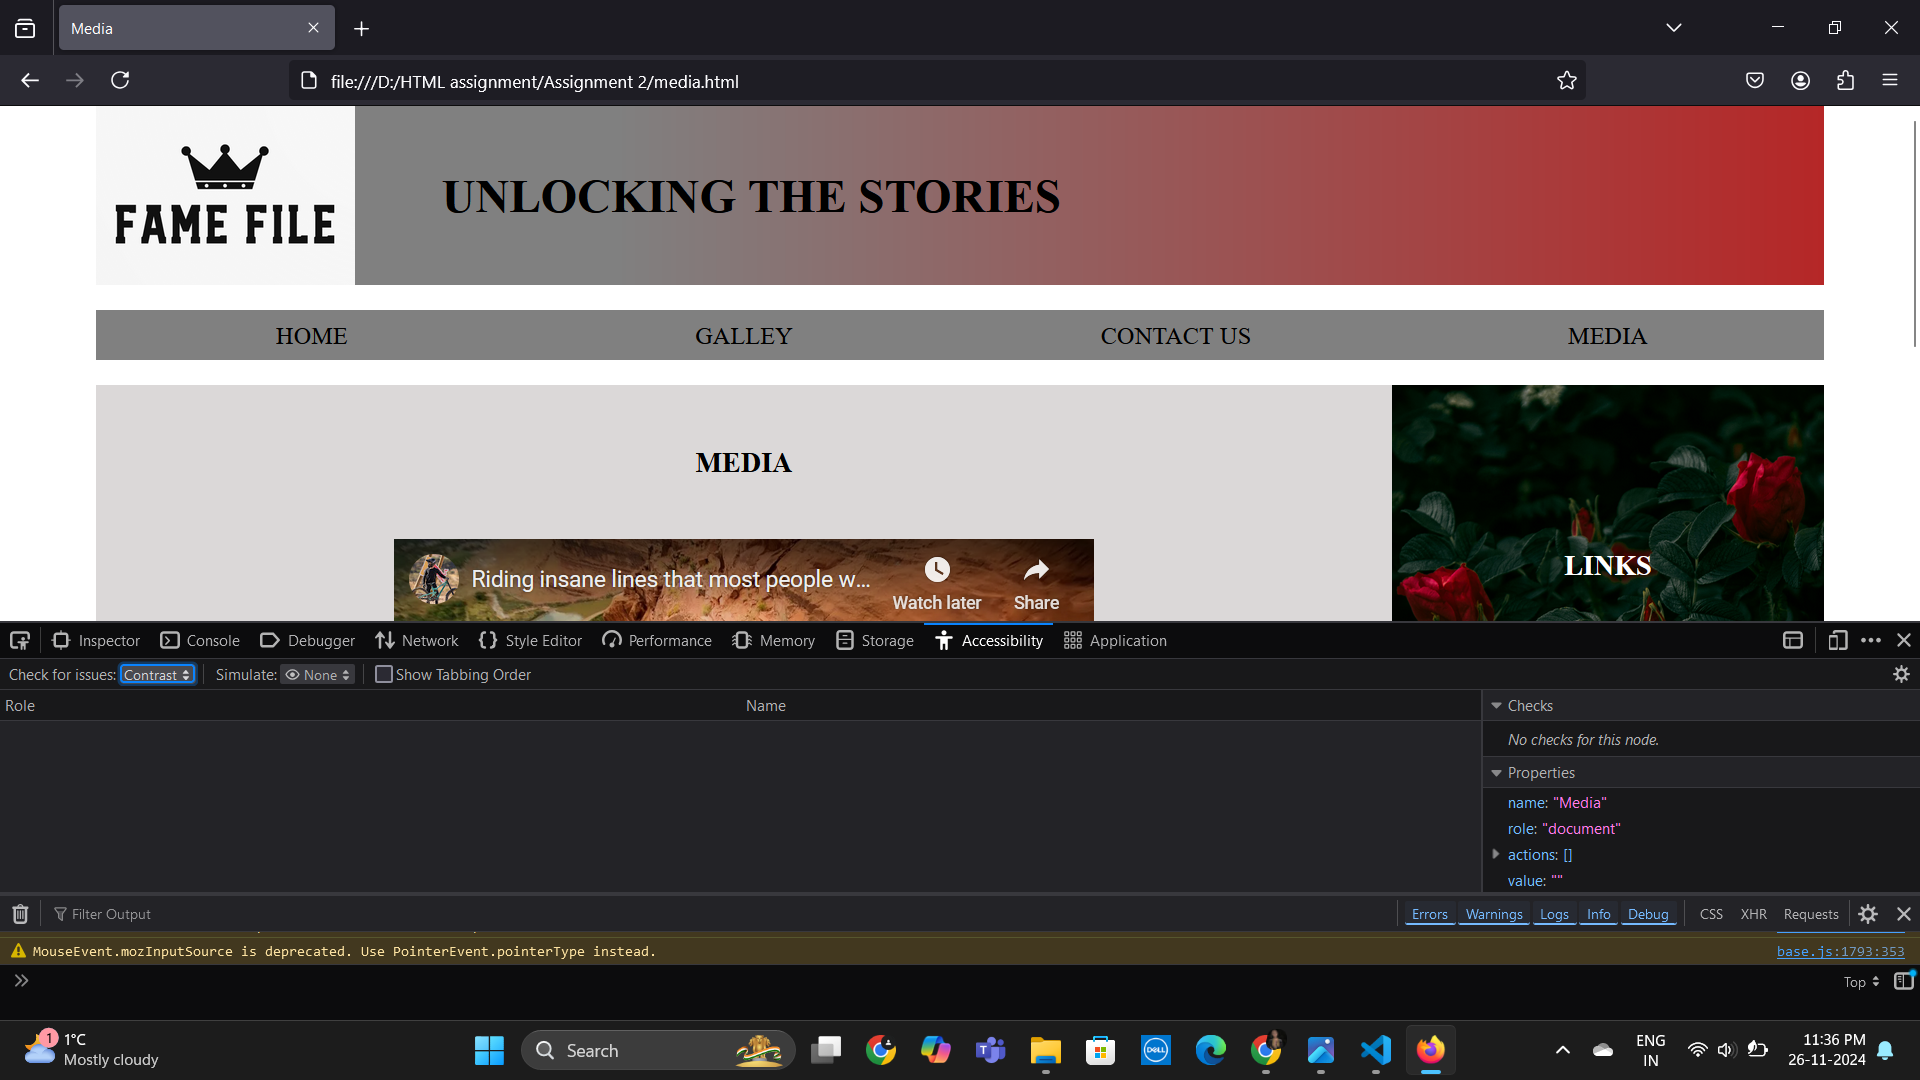 Media
file:///D:/HTML assignment/Assignment 2/media.html
FAME FILE
UNLOCKING THE STORIES
HOME GALLEY CONTACT US MEDIA
MEDIA
Riding insane lines that most people w...
Watch later Share
LINKS
Inspector Console Debugger Network Style Editor Performance Memory Storage Accessibility Application
Check for issues: Contrast Simulate: None Show Tabbing Order
Role Name
Checks
No checks for this node.
Properties
name: "Media"
role: "document"
actions: []
value: ""
Filter Output Errors Warnings Logs Info Debug CSS XHR Requests
MouseEvent.mozInputSource is deprecated. Use PointerEvent.pointerType instead. base.js:1793:353
Top
1
1°C
Mostly cloudy
Search
DELL
ENG
IN
11:36 PM
26-11-2024